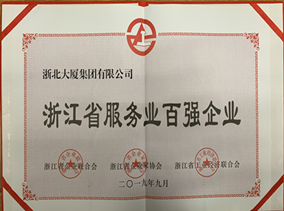 浙北大厦集团有限公司
浙江省服务业百强企业
浙江省 联合会 浙江省 家协会 浙江省工 联合会
二〇一九年九月